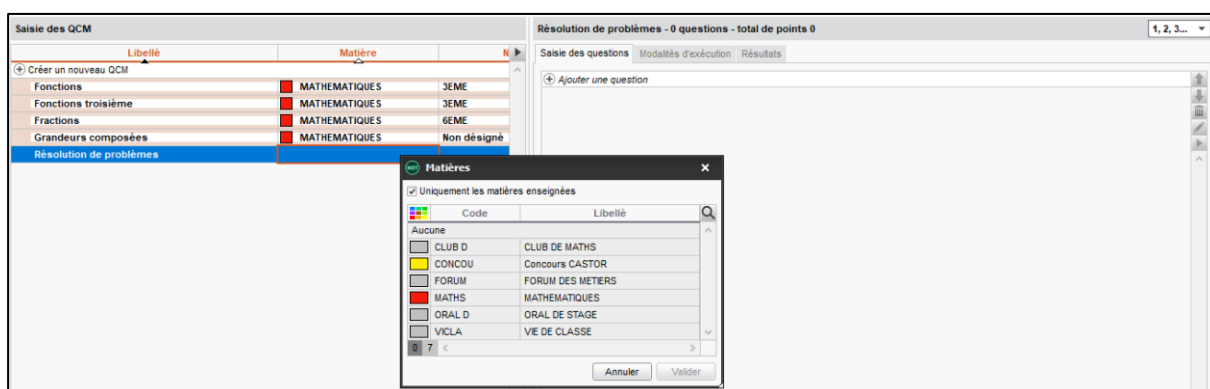 Saisie des QCM
Libellé Matière N
Créer un nouveau QCM
Fonctions MATHEMATIQUES 3EME
Fonctions troisième MATHEMATIQUES 3EME
Fractions MATHEMATIQUES 6EME
Grandeurs composées MATHEMATIQUES Non désigné
Résolution de problèmes
Résolution de problèmes - 0 questions - total de points 0 1, 2, 3...
Saisie des questions Modalités d'exécution Résultats
Ajouter une question
Matières
Uniquement les matières enseignées
Code Libellé
Aucune
CLUB D CLUB DE MATHS
CONCOU Concours CASTOR
FORUM FORUM DES METIERS
MATHS MATHEMATIQUES
ORAL D ORAL DE STAGE
VICLA VIE DE CLASSE
0 7
Annuler Valider